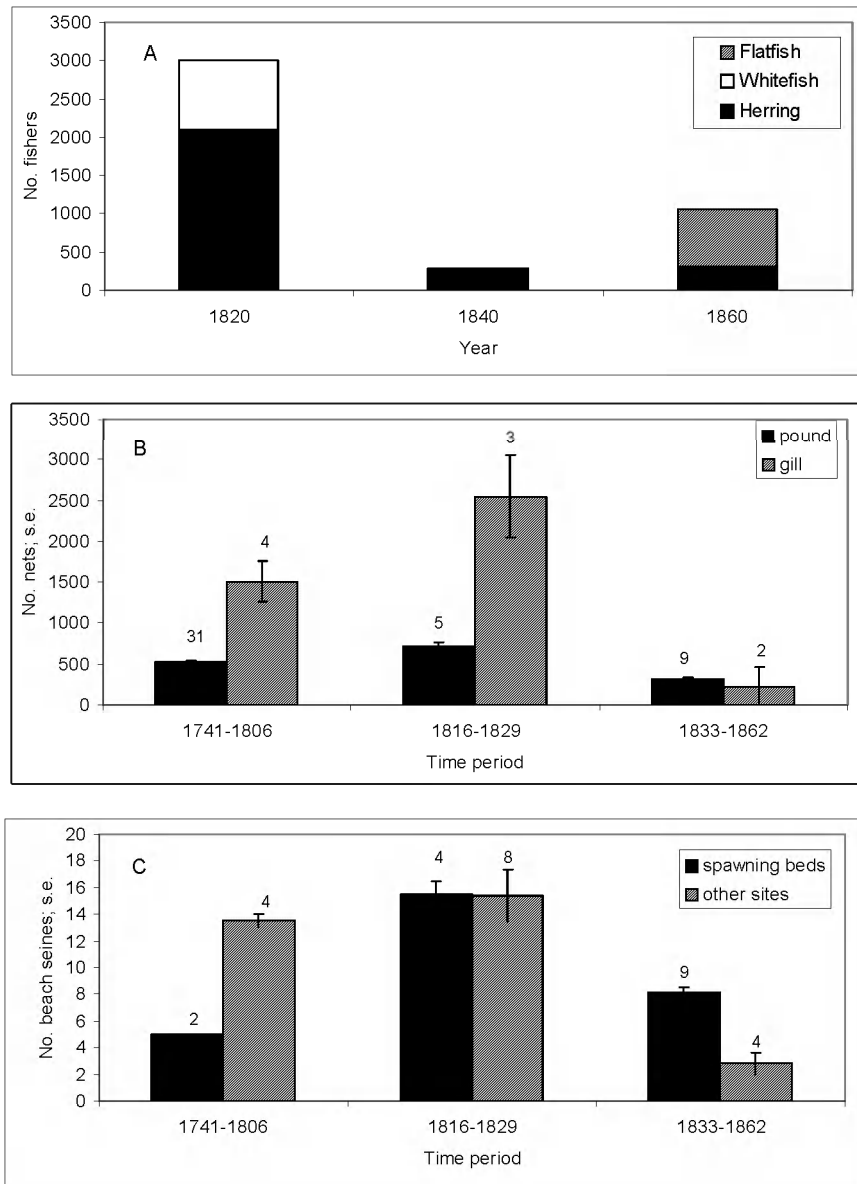 A
Flatfish
Whitefish
Herring
No. fishers
3500
3000
2500
2000
1500
1000
500
0
1820 1840 1860
Year
B
pound
gill
No. nets; s.e.
3500
3000
2500
2000
1500
1000
500
0
31 4 5 3 9 2
1741-1806 1816-1829 1833-1862
Time period
C
spawning beds
other sites
No. beach seines; s.e.
20
18
16
14
12
10
8
6
4
2
0
2 4 4 8 9 4
1741-1806 1816-1829 1833-1862
Time period